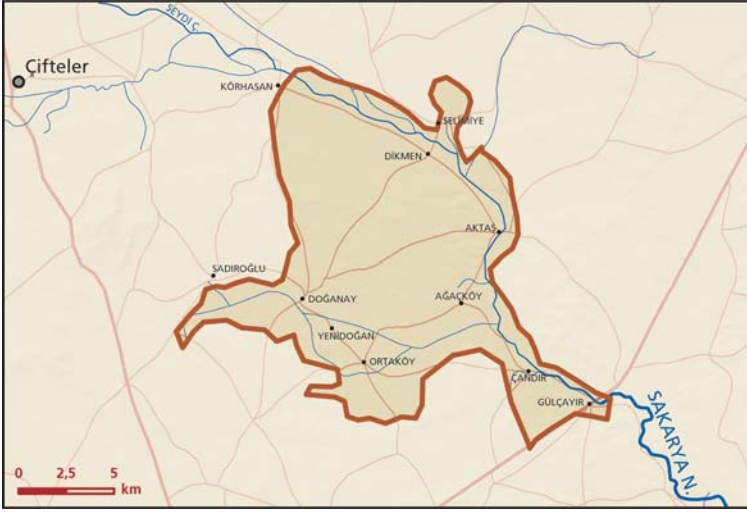 SEYDİ Ç.
Çifteler
KÖRHASAN
SELİMİYE
DİKMEN
AKTAŞ
SADIROĞLU
DOĞANAY
AĞAÇKÖY
YENİDOĞAN
ORTAKÖY
ÇANDIR
GÜLÇAYIR
SAKARYA N.
0 2,5 5
km